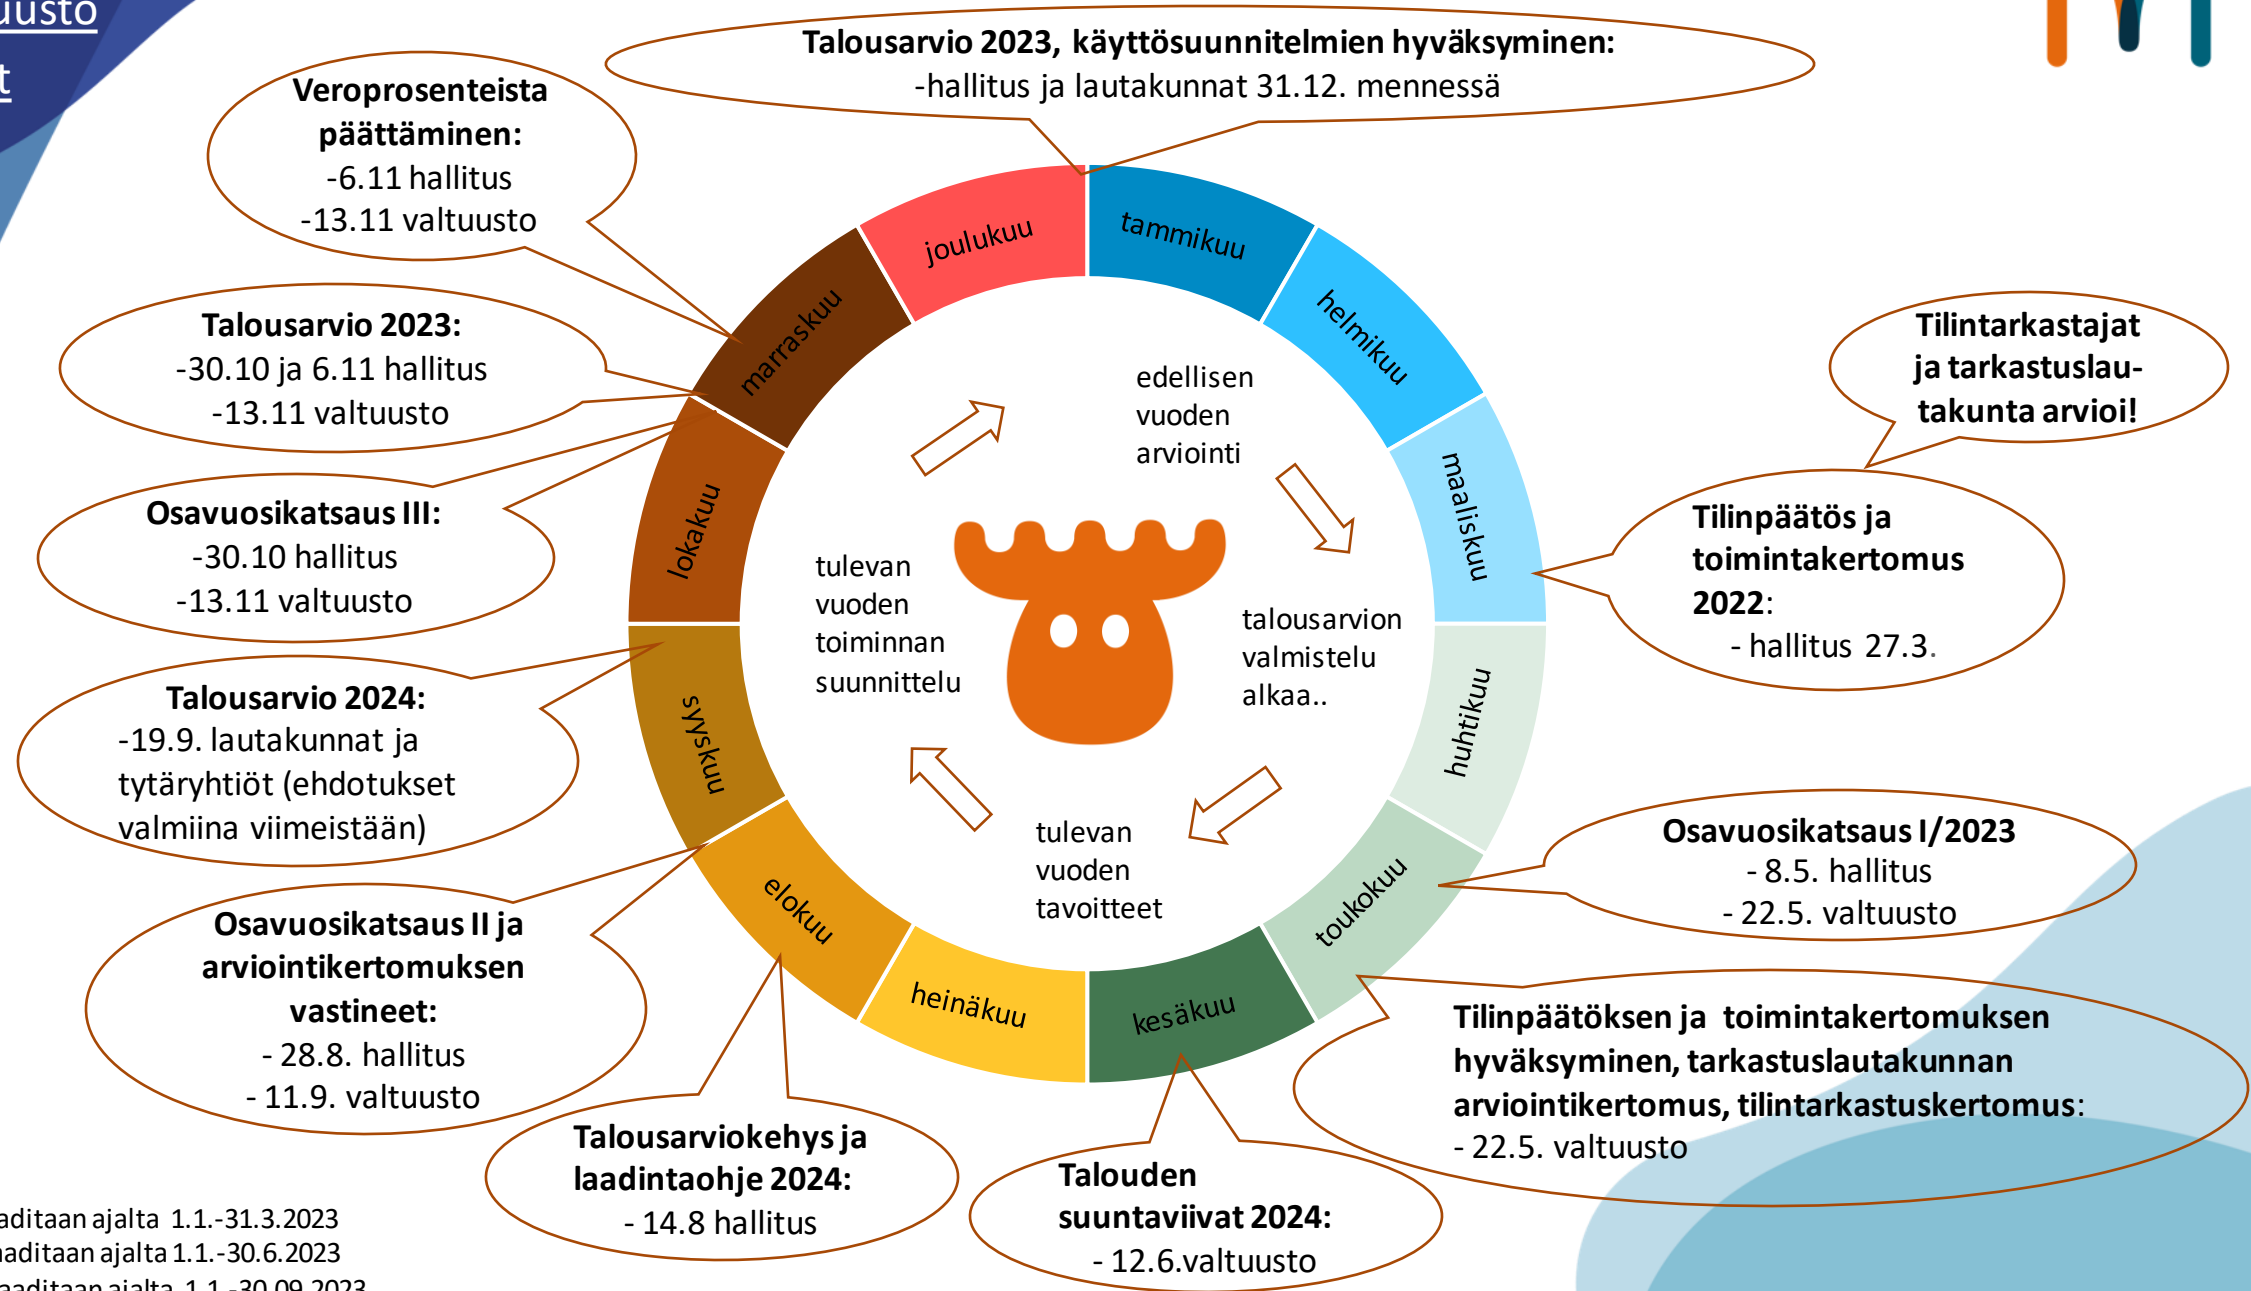 t
Talousarvio 2023, käyttösuunnitelmien hyväksyminen:
-hallitus ja lautakunnat 31.12. mennessä
Veroprosenteista
päättäminen:
-6.11 hallitus
-13.11 valtuusto
Talousarvio 2023:
-30.10 ja 6.11 hallitus
-13.11 valtuusto
Osavuosikatsaus III:
-30.10 hallitus
-13.11 valtuusto
Talousarvio 2024:
-19.9. lautakunnat ja
tytäryhtiöt (ehdotukset
valmiina viimeistään)
Osavuosikatsaus II ja
arviointikertomuksen
vastineet:
- 28.8. hallitus
- 11.9. valtuusto
Talousarviokehys ja
laadintaohje 2024:
- 14.8 hallitus
Talouden
suuntaviivat 2024:
- 12.6.valtuusto
Tilinpäätöksen ja toimintakertomuksen
hyväksyminen, tarkastuslautakunnan
arviointikertomus, tilintarkastuskertomus:
- 22.5. valtuusto
Osavuosikatsaus I/2023
- 8.5. hallitus
- 22.5. valtuusto
Tilinpäätös ja
toimintakertomus
2022:
- hallitus 27.3.
Tilintarkastajat
ja tarkastuslau-
takunta arvioi!
tammikuu
helmikuu
maaliskuu
huhtikuu
toukokuu
kesäkuu
heinäkuu
elokuu
syyskuu
lokakuu
marraskuu
joulukuu
edellisen
vuoden
arviointi
talousarvion
valmistelu
alkaa..
tulevan
vuoden
tavoitteet
tulevan
vuoden
toiminnan
suunnittelu
ajalta 1.1.-31.3.2023
ajalta 1.1.-30.6.2023
ajalta 1.1.-30.09.2023